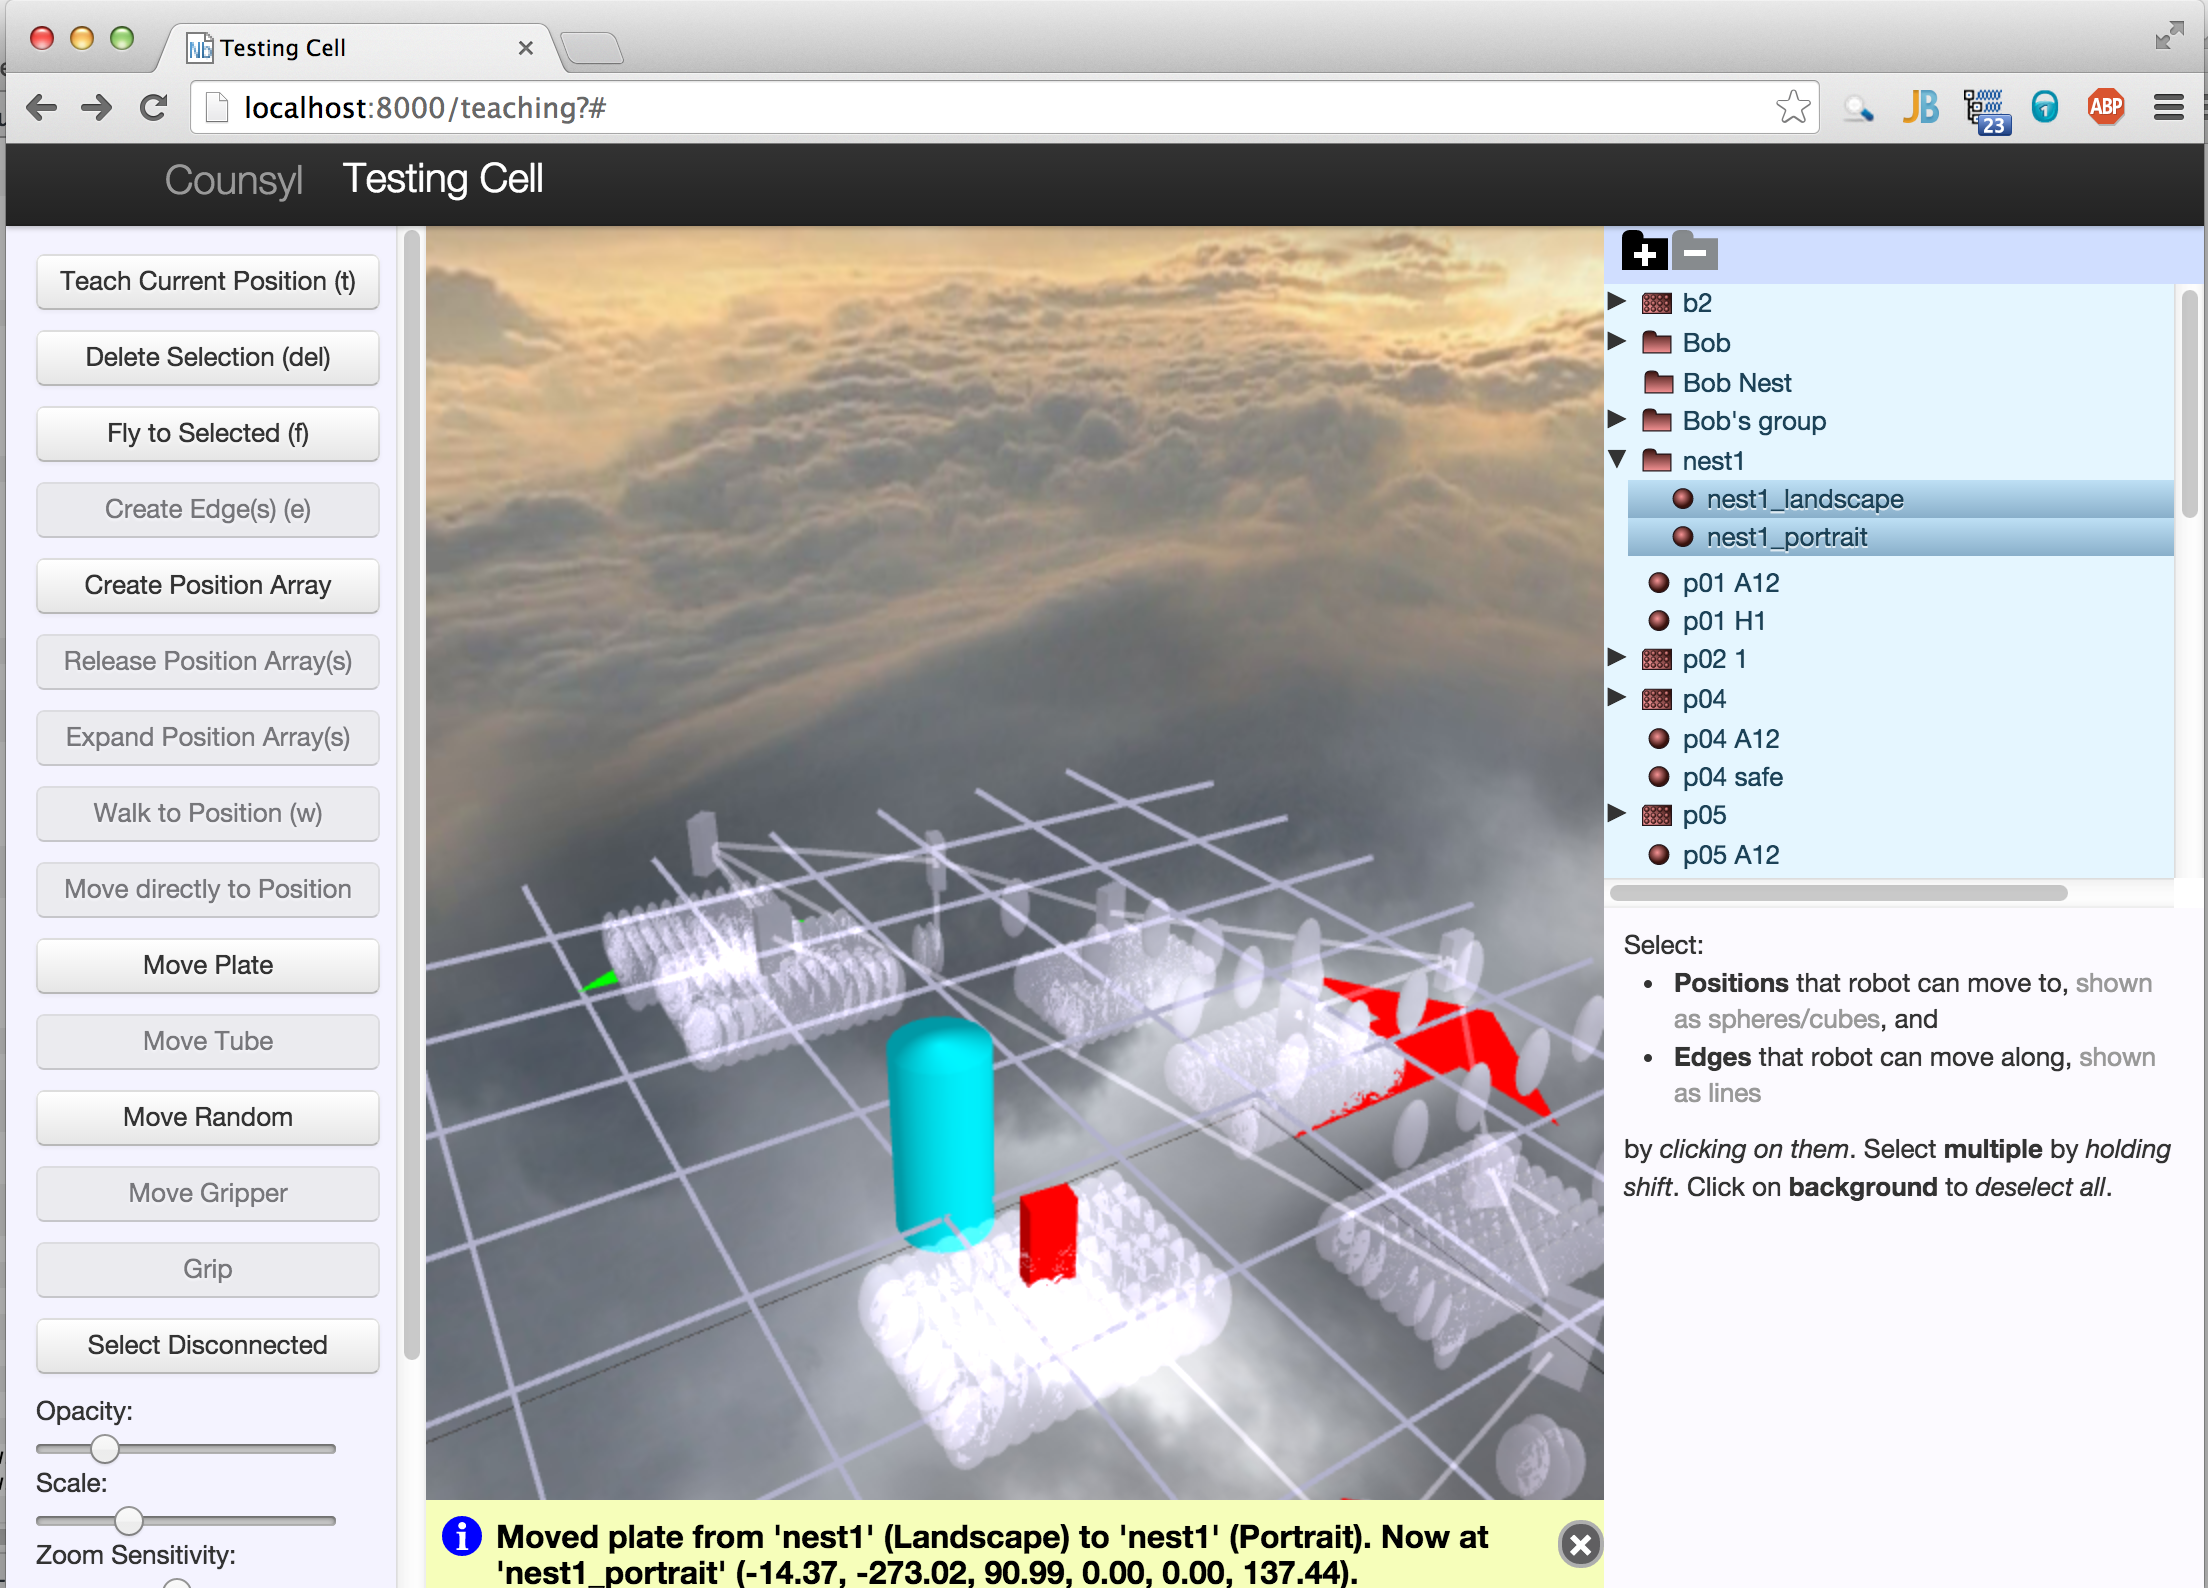 Testing Cell
localhost:8000/teaching?#
JB
23
1
ABP
Counsyl Testing Cell
Teach Current Position (t)
Delete Selection (del)
Fly to Selected (f)
Create Edge(s) (e)
Create Position Array
Release Position Array(s)
Expand Position Array(s)
Walk to Position (w)
Move directly to Position
Move Plate
Move Tube
Move Random
Move Gripper
Grip
Select Disconnected
Opacity:
Scale:
Zoom Sensitivity:
Moved plate from 'nest1' (Landscape) to 'nest1' (Portrait). Now at
'nest1_portrait' (-14.37, -273.02, 90.99, 0.00, 0.00, 137.44).
b2
Bob
Bob Nest
Bob's group
nest1
nest1_landscape
nest1_portrait
p01 A12
p01 H1
p02 1
p04
p04 A12
p04 safe
p05
p05 A12
Select:
• Positions that robot can move to, shown
as spheres/cubes, and
• Edges that robot can move along, shown
as lines
by clicking on them. Select multiple by holding
shift. Click on background to deselect all.